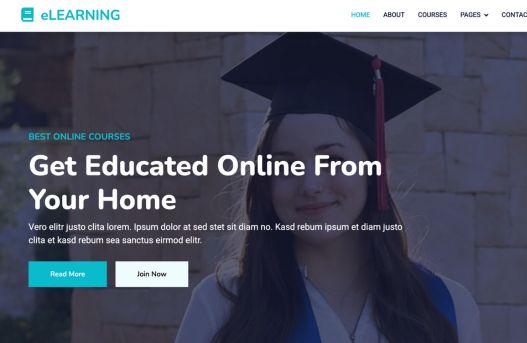 eLEARNING
HOME ABOUT COURSES PAGES CONTAC
BEST ONLINE COURSES
Get Educated Online From
Your Home
Vero elitr justo clita lorem. Ipsum dolor at sed stet sit diam no. Kasd rebum ipsum et diam justo
clita et kasd rebum sea sanctus eirmod elitr.
Read More Join Now